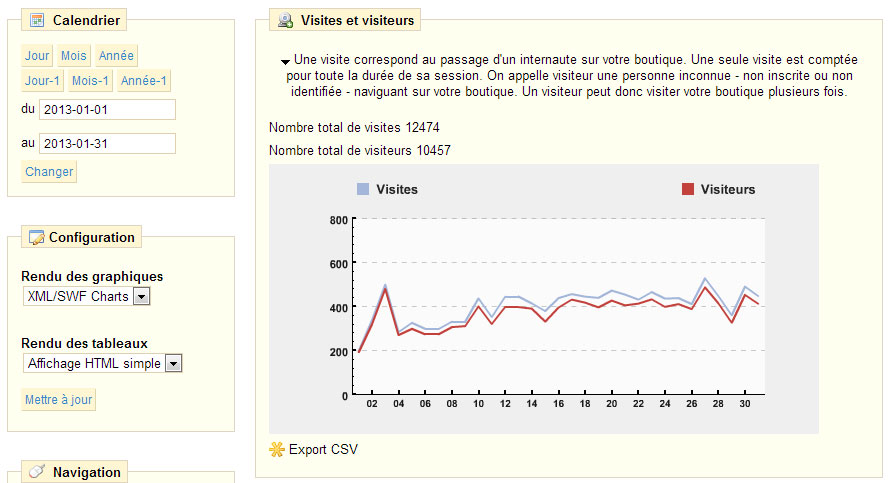 Calendrier
Jour Mois Année
Jour-1 Mois-1 Année-1
du 2013-01-01
au 2013-01-31
Changer
Configuration
Rendu des graphiques
XML/SWF Charts
Rendu des tableaux
Affichage HTML simple
Mettre à jour
Navigation
Visites et visiteurs
Une visite correspond au passage d'un internaute sur votre boutique. Une seule visite est comptée
pour toute la durée de sa session. On appelle visiteur une personne inconnue - non inscrite ou non
identifiée - naviguant sur votre boutique. Un visiteur peut donc visiter votre boutique plusieurs fois.
Nombre total de visites 12474
Nombre total de visiteurs 10457
Visites Visiteurs
800
600
400
200
0
02 04 06 08 10 12 14 16 18 20 22 24 26 28 30
Export CSV